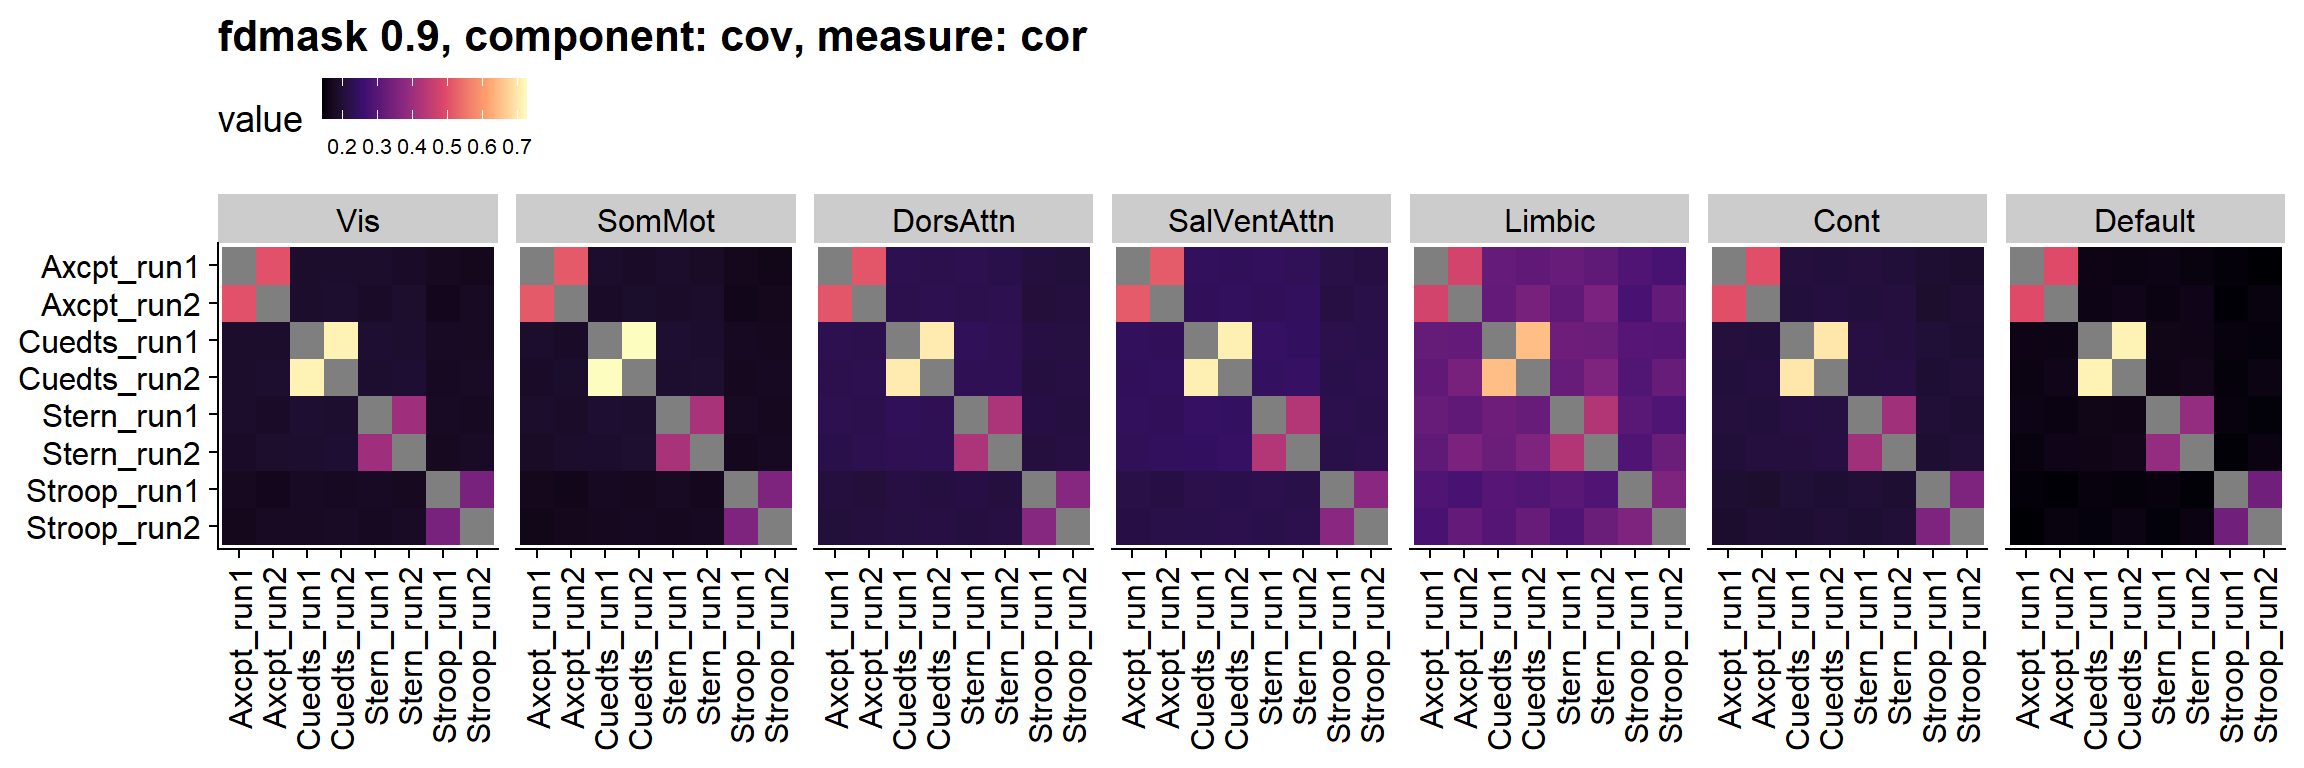 fdmask 0.9, component: cov, measure: cor
value
0.2 0.3 0.4 0.5 0.6 0.7
Vis SomMot DorsAttn SalVentAttn Limbic Cont Default
Axcpt_run1
Axcpt_run2
Cuedts_run1
Cuedts_run2
Stern_run1
Stern_run2
Stroop_run1
Stroop_run2
Axcpt_run1 Axcpt_run2 Cuedts_run1 Cuedts_run2 Stern_run1 Stern_run2 Stroop_run1 Stroop_run2
Axcpt_run1 Axcpt_run2 Cuedts_run1 Cuedts_run2 Stern_run1 Stern_run2 Stroop_run1 Stroop_run2
Axcpt_run1 Axcpt_run2 Cuedts_run1 Cuedts_run2 Stern_run1 Stern_run2 Stroop_run1 Stroop_run2
Axcpt_run1 Axcpt_run2 Cuedts_run1 Cuedts_run2 Stern_run1 Stern_run2 Stroop_run1 Stroop_run2
Axcpt_run1 Axcpt_run2 Cuedts_run1 Cuedts_run2 Stern_run1 Stern_run2 Stroop_run1 Stroop_run2
Axcpt_run1 Axcpt_run2 Cuedts_run1 Cuedts_run2 Stern_run1 Stern_run2 Stroop_run1 Stroop_run2
Axcpt_run1 Axcpt_run2 Cuedts_run1 Cuedts_run2 Stern_run1 Stern_run2 Stroop_run1 Stroop_run2